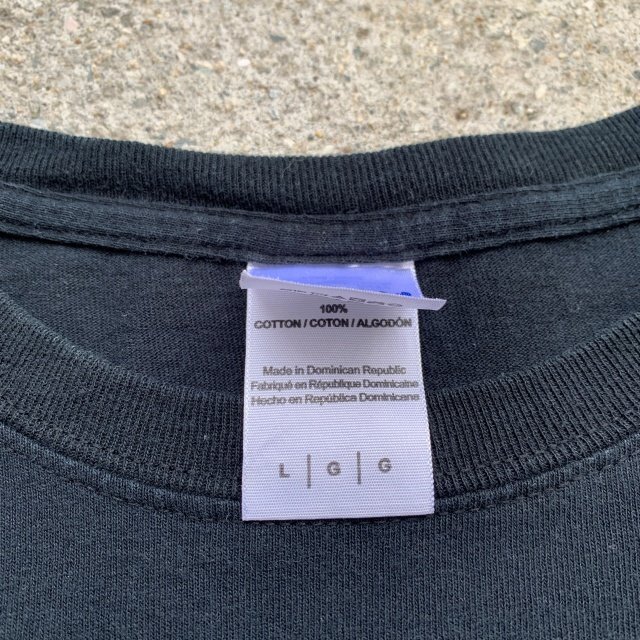 100%
COTTON / COTON / ALGODÓN
Made in Dominican Republic
Fabriqué en République Dominicaine
Hecho en República Dominicana
L | G | G